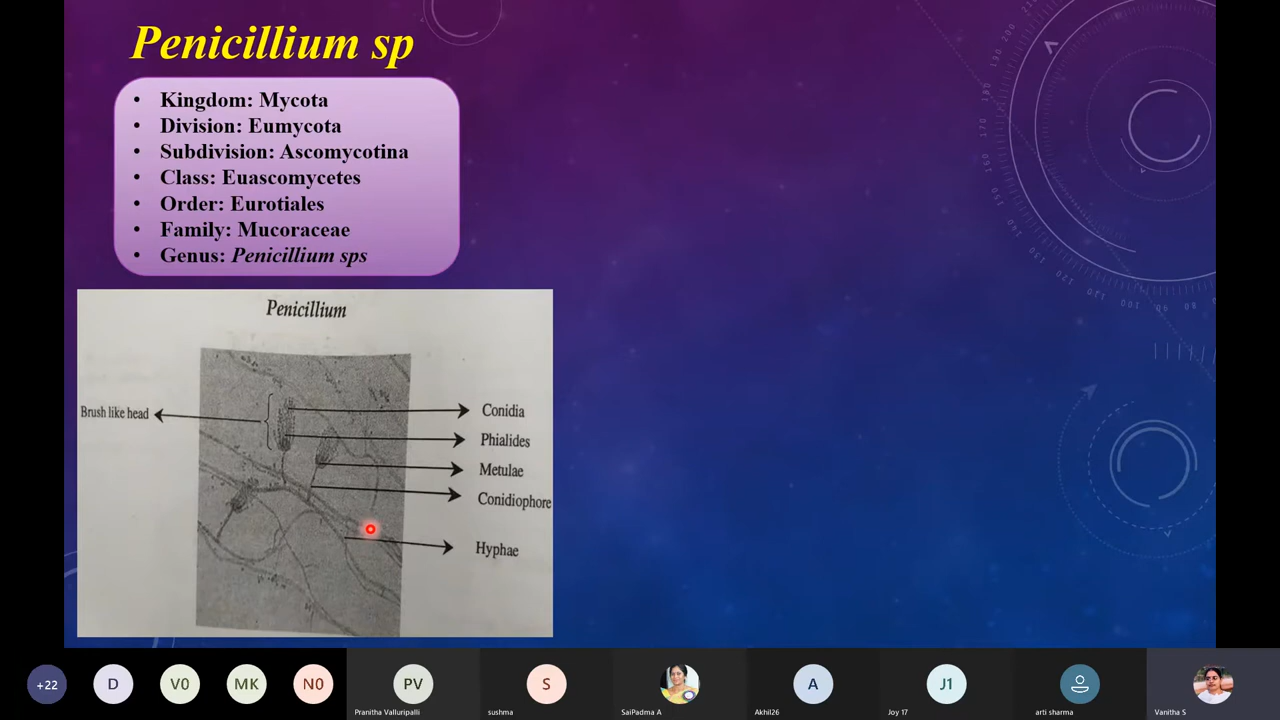 Penicillium sp
• Kingdom: Mycota
• Division: Eumycota
• Subdivision: Ascomycotina
• Class: Euascomycetes
• Order: Eurotiales
• Family: Mucoraceae
• Genus: Penicillium sps
Penicillium
Brush like head
Conidia
Phialides
Metulae
Conidiophore
Hyphae
+22
D
V0
MK
N0
PV
S
A
J1
Pranitha Valluripalli
sushma
SaiPadma A
Akhil26
Joy 17
arti sharma
Vanitha S